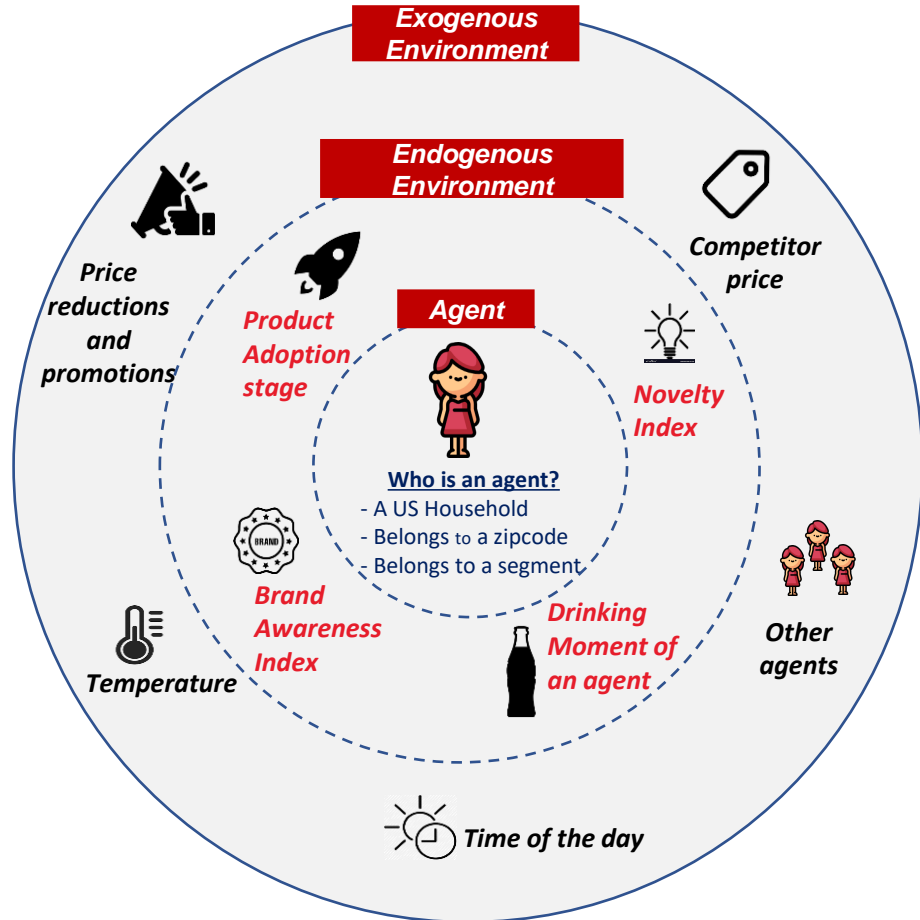 Exogenous
Environment
Endogenous
Environment
Competitor
price
Price
reductions
and
promotions
Product
Adoption
stage
Agent
Novelty
Index
Who is an agent?
- A US Household
- Belongs to a zipcode
- Belongs to a segment
BRAND
Brand
Awareness
Index
Drinking
Moment of
an agent
Other
agents
Temperature
Time of the day